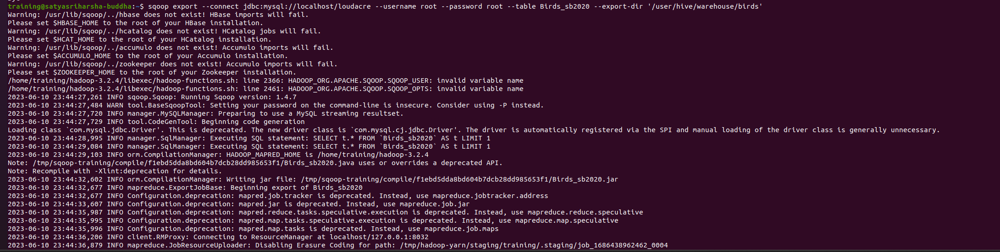 training@satyasriharsha-buddha:~$ sqoop export --connect jdbc:mysql://localhost/loudacre --username root --password root --table Birds_sb2020 --export-dir '/user/hive/warehouse/birds'
Warning: /usr/lib/sqoop/../hbase does not exist! HBase imports will fail.
Please set $HBASE_HOME to the root of your HBase installation.
Warning: /usr/lib/sqoop/../hcatalog does not exist! HCatalog jobs will fail.
Please set $HCAT_HOME to the root of your HCatalog installation.
Warning: /usr/lib/sqoop/../accumulo does not exist! Accumulo imports will fail.
Please set $ACCUMULO_HOME to the root of your Accumulo installation.
Warning: /usr/lib/sqoop/../zookeeper does not exist! Accumulo imports will fail.
Please set $ZOOKEEPER_HOME to the root of your Zookeeper installation.
/home/training/hadoop-3.2.4/libexec/hadoop-functions.sh: line 2366: HADOOP_ORG.APACHE.SQOOP.SQOOP_USER: invalid variable name
/home/training/hadoop-3.2.4/libexec/hadoop-functions.sh: line 2461: HADOOP_ORG.APACHE.SQOOP.SQOOP_OPTS: invalid variable name
2023-06-10 23:44:27,261 INFO sqoop.Sqoop: Running Sqoop version: 1.4.7
2023-06-10 23:44:27,484 WARN tool.BaseSqoopTool: Setting your password on the command-line is insecure. Consider using -P instead.
2023-06-10 23:44:27,720 INFO manager.MySQLManager: Preparing to use a MySQL streaming resultset.
2023-06-10 23:44:27,729 INFO tool.CodeGenTool: Beginning code generation
Loading class `com.mysql.jdbc.Driver'. This is deprecated. The new driver class is `com.mysql.cj.jdbc.Driver'. The driver is automatically registered via the SPI and manual loading of the driver class is generally unnecessary.
2023-06-10 23:44:28,995 INFO manager.SqlManager: Executing SQL statement: SELECT t.* FROM `Birds_sb2020` AS t LIMIT 1
2023-06-10 23:44:29,084 INFO manager.SqlManager: Executing SQL statement: SELECT t.* FROM `Birds_sb2020` AS t LIMIT 1
2023-06-10 23:44:29,103 INFO orm.CompilationManager: HADOOP_MAPRED_HOME is /home/training/hadoop-3.2.4
Note: /tmp/sqoop-training/compile/f1ebd5dda8bd604b7dcb28dd985653f1/Birds_sb2020.java uses or overrides a deprecated API.
Note: Recompile with -Xlint:deprecation for details.
2023-06-10 23:44:32,602 INFO orm.CompilationManager: Writing jar file: /tmp/sqoop-training/compile/f1ebd5dda8bd604b7dcb28dd985653f1/Birds_sb2020.jar
2023-06-10 23:44:32,677 INFO mapreduce.ExportJobBase: Beginning export of Birds_sb2020
2023-06-10 23:44:32,677 INFO Configuration.deprecation: mapred.job.tracker is deprecated. Instead, use mapreduce.jobtracker.address
2023-06-10 23:44:33,607 INFO Configuration.deprecation: mapred.jar is deprecated. Instead, use mapreduce.job.jar
2023-06-10 23:44:35,987 INFO Configuration.deprecation: mapred.reduce.tasks.speculative.execution is deprecated. Instead, use mapreduce.reduce.speculative
2023-06-10 23:44:35,995 INFO Configuration.deprecation: mapred.map.tasks.speculative.execution is deprecated. Instead, use mapreduce.map.speculative
2023-06-10 23:44:35,996 INFO Configuration.deprecation: mapred.map.tasks is deprecated. Instead, use mapreduce.job.maps
2023-06-10 23:44:36,206 INFO client.RMProxy: Connecting to ResourceManager at localhost/127.0.0.1:8032
2023-06-10 23:44:36,879 INFO mapreduce.JobResourceUploader: Disabling Erasure Coding for path: /tmp/hadoop-yarn/staging/training/.staging/job_1686438962462_0004